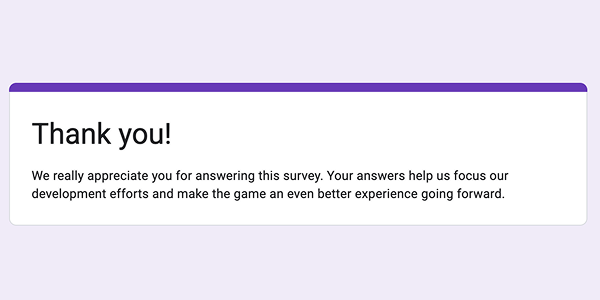 Thank you!
We really appreciate you for answering this survey. Your answers help us focus our
development efforts and make the game an even better experience going forward.